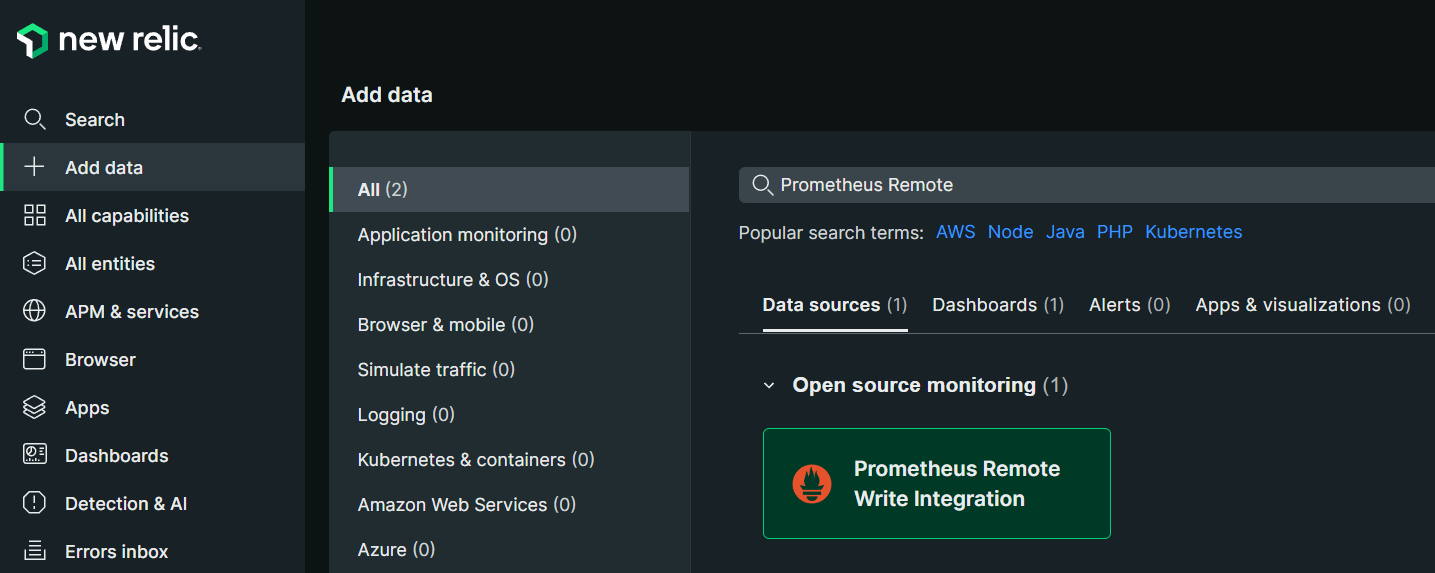 new relic.
Search
Add data
All capabilities
All entities
APM & services
Browser
Apps
Dashboards
Detection & AI
Errors inbox
Add data
All (2)
Application monitoring (0)
Infrastructure & OS (0)
Browser & mobile (0)
Simulate traffic (0)
Logging (0)
Kubernetes & containers (0)
Amazon Web Services (0)
Azure (0)
Prometheus Remote
Popular search terms: AWS Node Java PHP Kubernetes
Data sources (1) Dashboards (1) Alerts (0) Apps & visualizations (0)
Open source monitoring (1)
Prometheus Remote
Write Integration